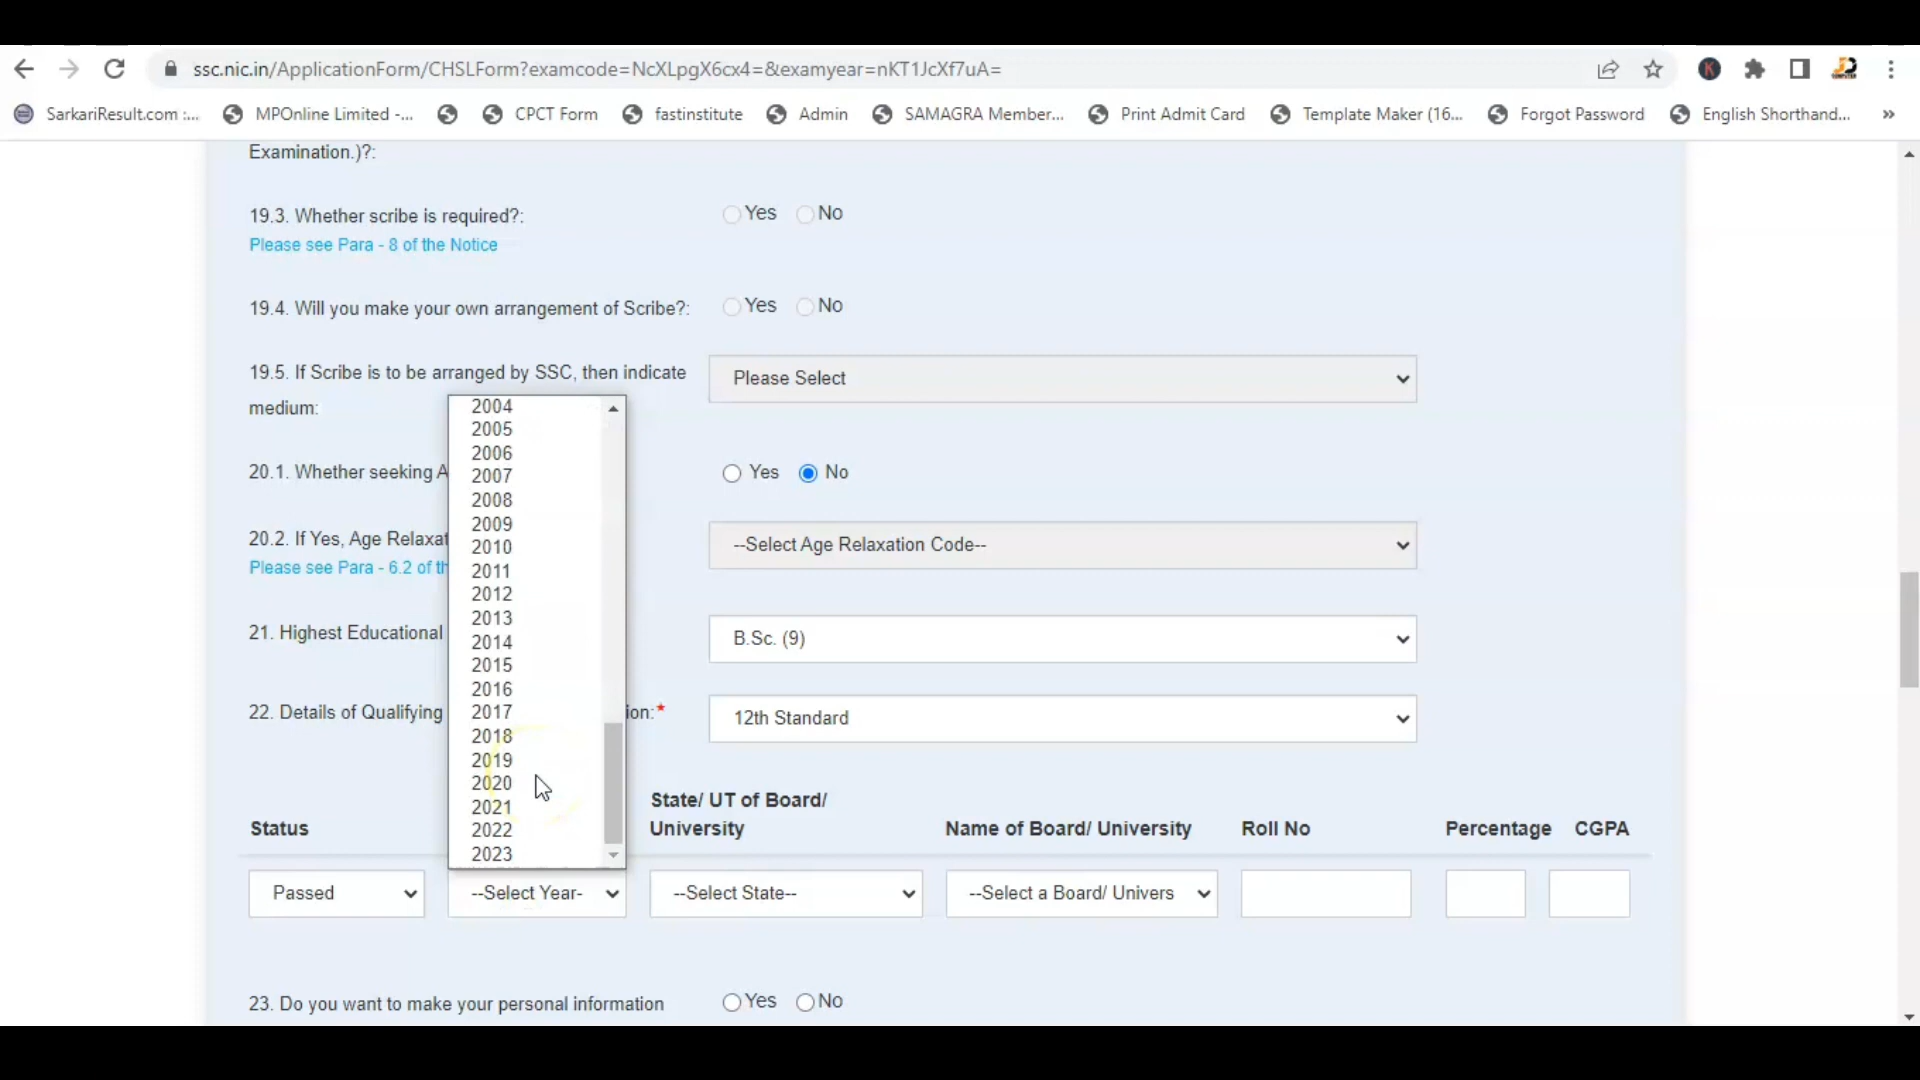 ssc.nic.in/ApplicationForm/CHSLForm?examcode=NcXLpgX6cx4=&examyear=nKT1JcXf7uA=
SarkariResult.com :... MPOnline Limited -... CPCT Form fastinstitute Admin SAMAGRA Member... Print Admit Card Template Maker (16... Forgot Password English Shorthand... »
Examination.)?:
19.3. Whether scribe is required?: Yes No
Please see Para - 8 of the Notice
19.4. Will you make your own arrangement of Scribe?: Yes No
19.5. If Scribe is to be arranged by SSC, then indicate
medium:
Please Select
20.1. Whether seeking A
Yes No
20.2. If Yes, Age Relaxat
Please see Para - 6.2 of th
--Select Age Relaxation Code--
21. Highest Educational
B.Sc. (9)
22. Details of Qualifying ion:*
12th Standard
2004
2005
2006
2007
2008
2009
2010
2011
2012
2013
2014
2015
2016
2017
2018
2019
2020
2021
2022
2023
Status
State/ UT of Board/
University
Name of Board/ University
Roll No
Percentage
CGPA
Passed --Select Year- --Select State-- --Select a Board/ Univers
23. Do you want to make your personal information Yes No